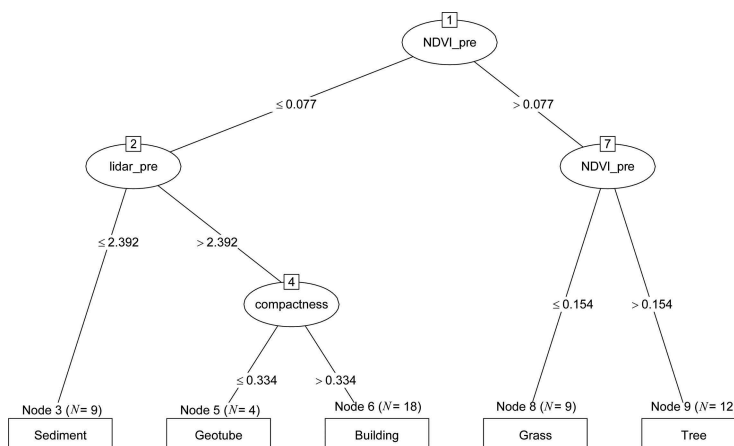 1
NDVI_pre
≤ 0.077
> 0.077
2
lidar_pre
7
NDVI_pre
≤ 2.392
> 2.392
4
compactness
≤ 0.154
> 0.154
≤ 0.334
> 0.334
Node 3 (N = 9)
Node 5 (N = 4)
Node 6 (N = 18)
Node 8 (N = 9)
Node 9 (N = 12
Sediment
Geotube
Building
Grass
Tree